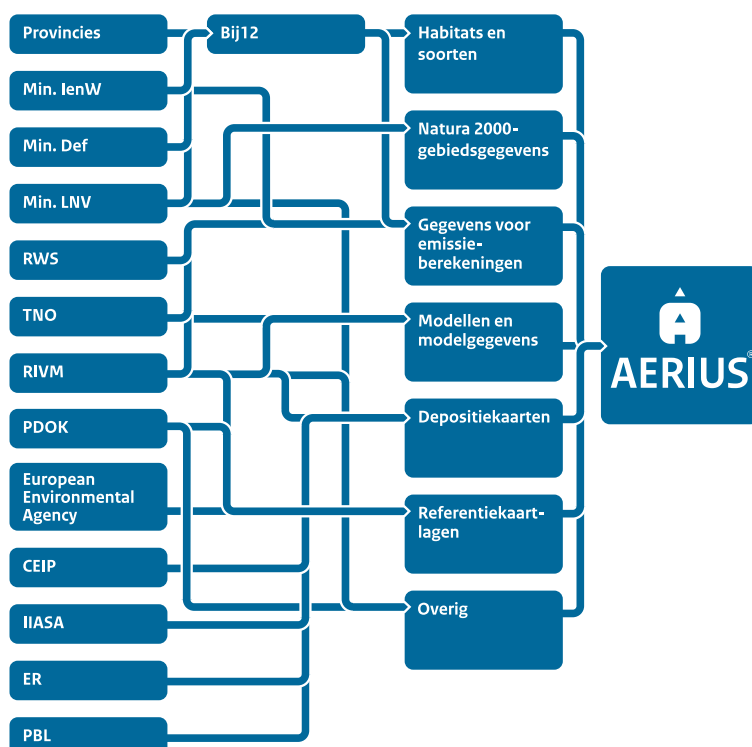 Provincies
Min. IenW
Min. Def
Min. LNV
RWS
TNO
RIVM
PDOK
European
Environmental
Agency
CEIP
IIASA
ER
PBL
Bij12
Habitats en
soorten
Natura 2000-
gebiedsgegevens
Gegevens voor
emissie-
berekeningen
Modellen en
modelgegevens
Depositiekaarten
Referentiekaart-
lagen
Overig
AERIUS®